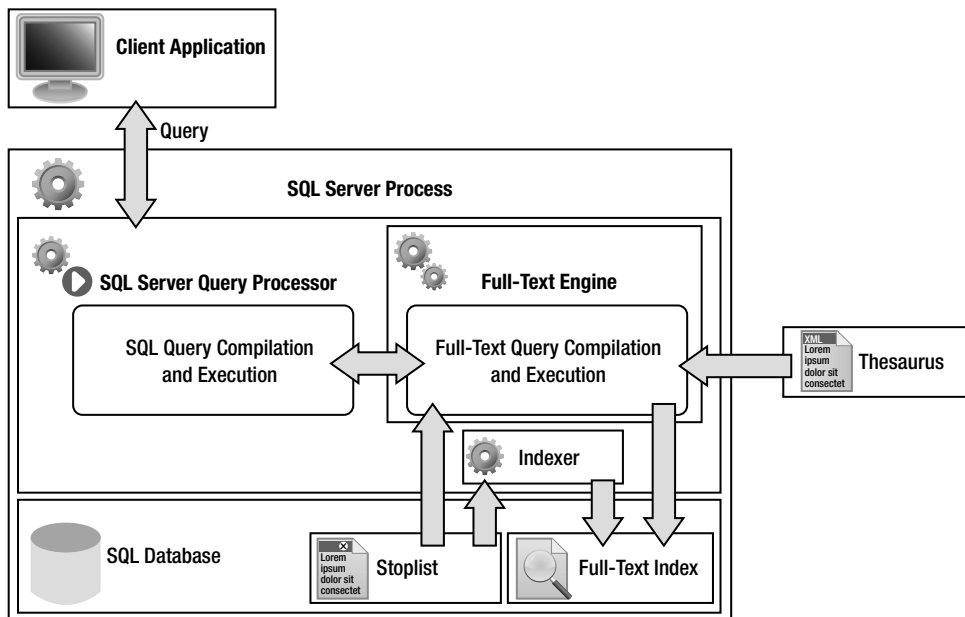 Client Application
Query
SQL Server Process
SQL Server Query Processor
Full-Text Engine
SQL Query Compilation
and Execution
Full-Text Query Compilation
and Execution
XML
Lorem
ipsum
dolor sit
consectet
Thesaurus
Indexer
SQL Database
Lorem
ipsum
dolor sit
consectet
Stoplist
Full-Text Index